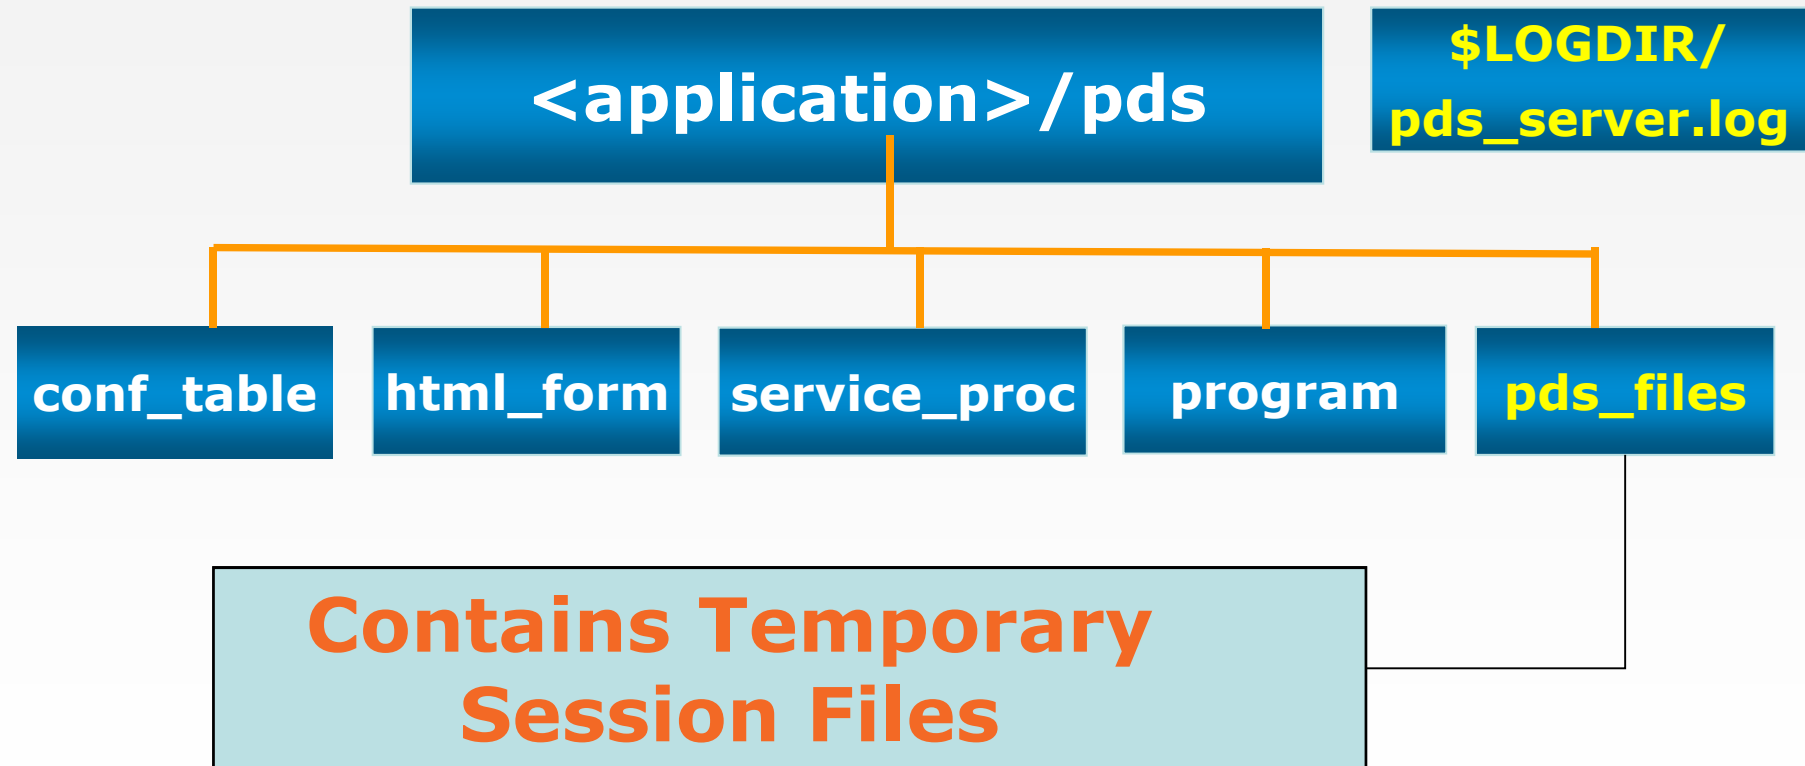 <application>/pds
$LOGDIR/
pds_server.log
conf_table
html_form
service_proc
program
pds_files
Contains Temporary
Session Files